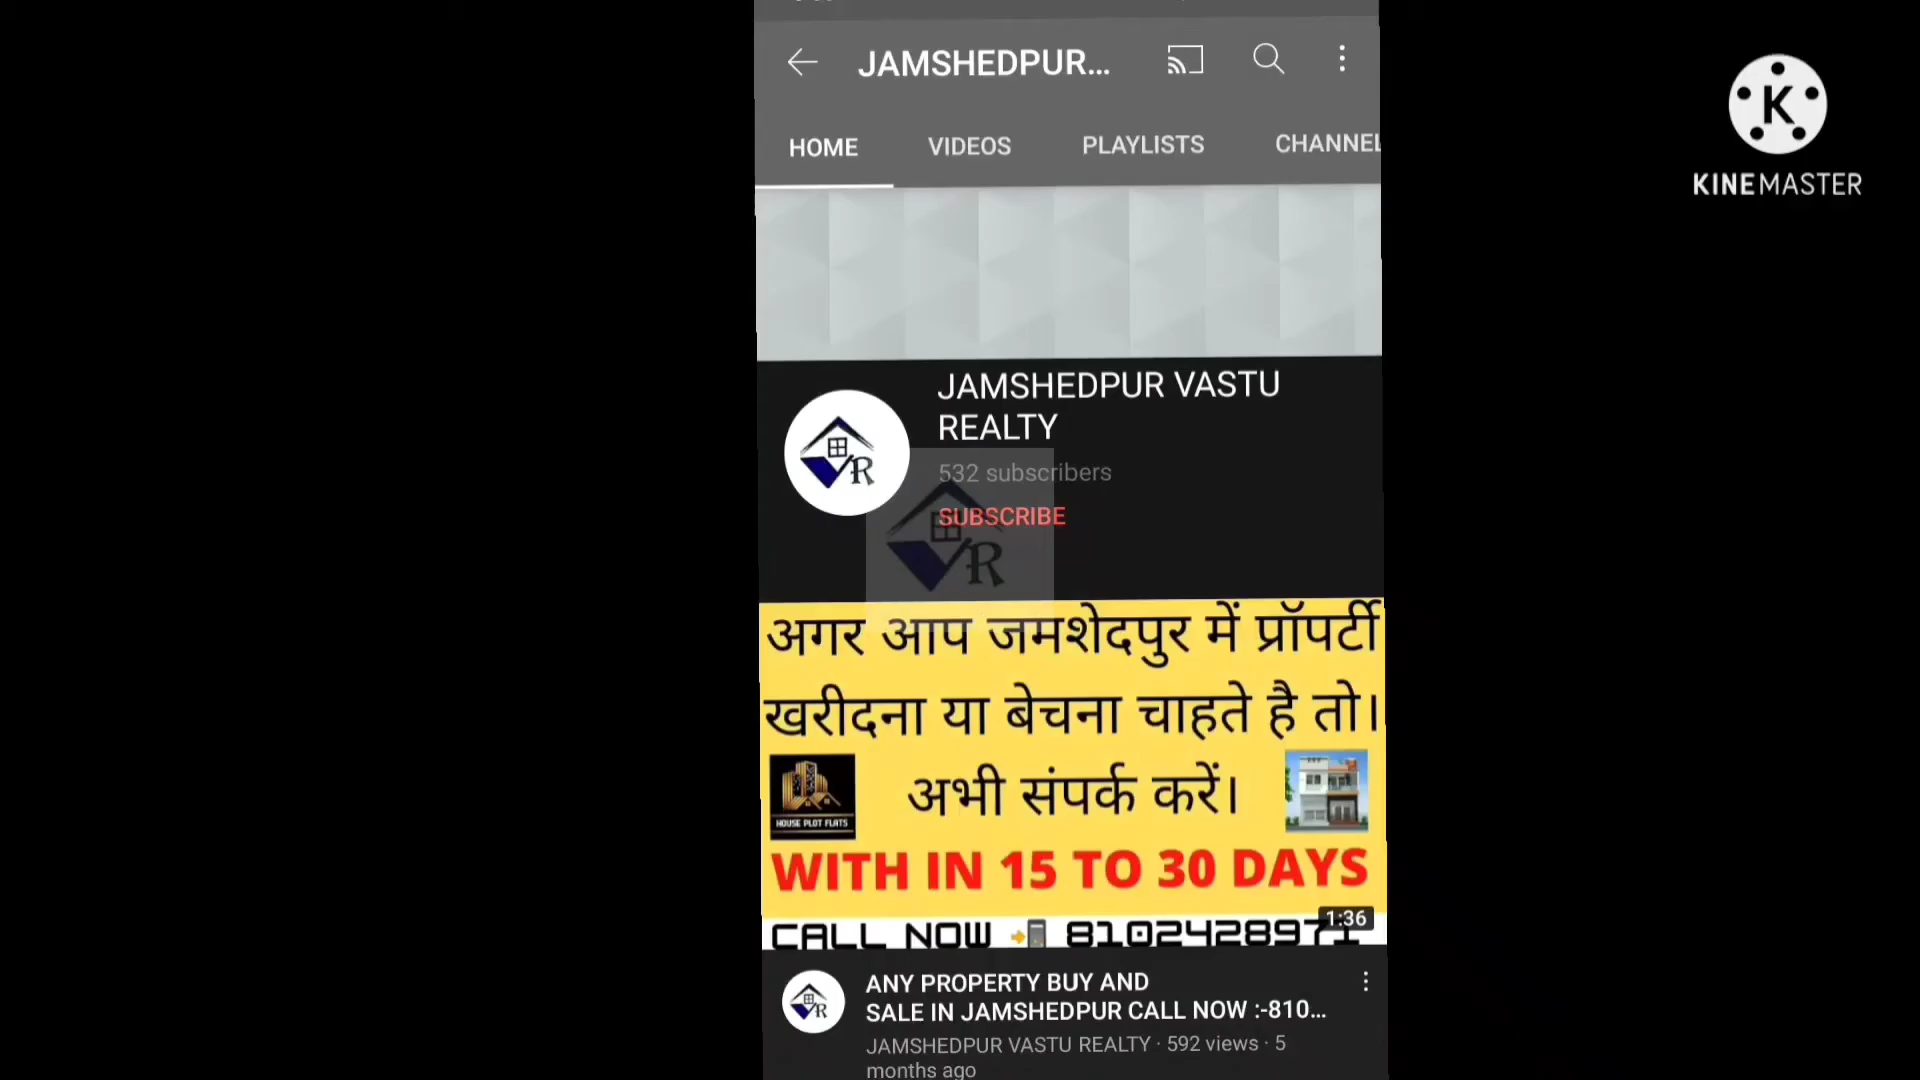 JAMSHEDPUR...
HOME VIDEOS PLAYLISTS CHANNEL
K
KINEMASTER
JAMSHEDPUR VASTU
REALTY
532 subscribers
SUBSCRIBE
R
R
अगर आप जमशेदपुर में प्रॉपर्टी
खरीदना या बेचना चाहते है तो।
अभी संपर्क करें।
HOUSE PLOT FLATS
WITH IN 15 TO 30 DAYS
1:36
CALL NOW 8102428971
R
ANY PROPERTY BUY AND
SALE IN JAMSHEDPUR CALL NOW :-810...
JAMSHEDPUR VASTU REALTY · 592 views · 5
months ago